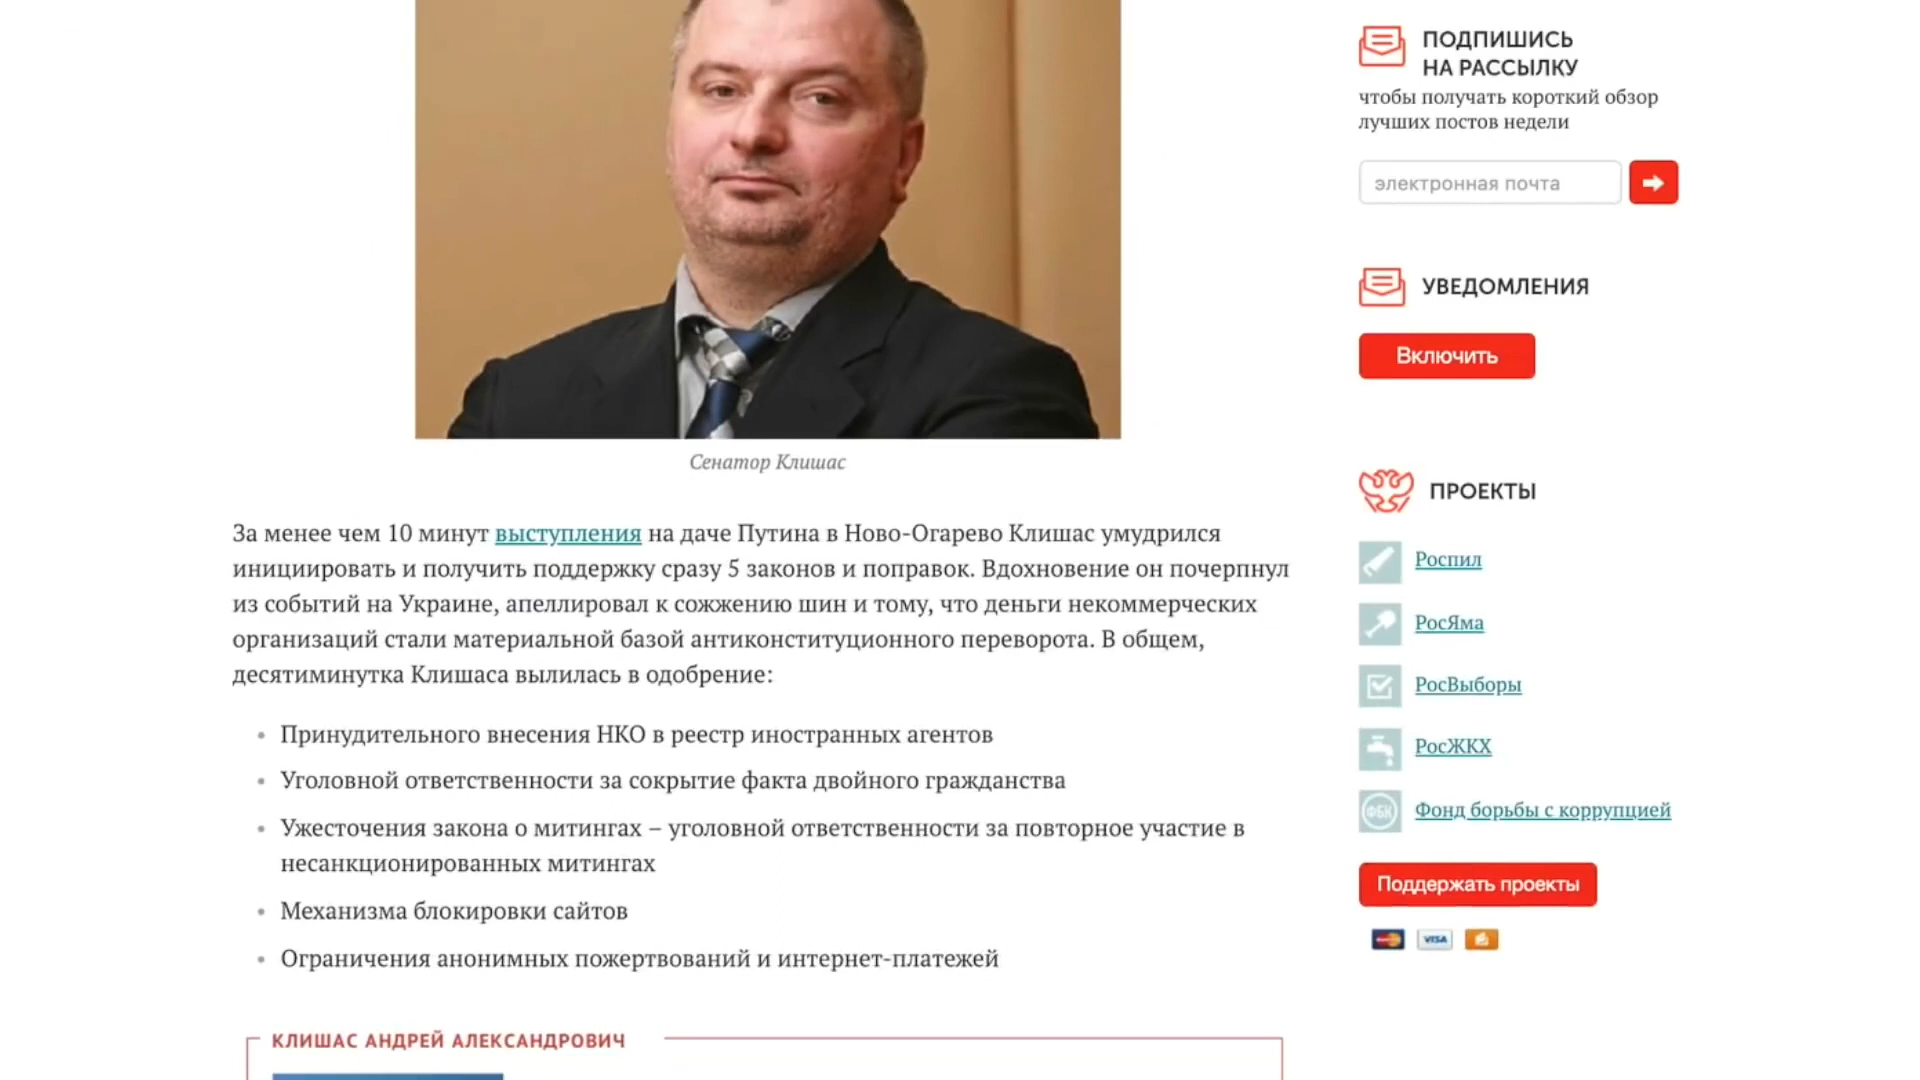 Сенатор Клишас
За менее чем 10 минут выступления на даче Путина в Ново-Огарево Клишас умудрился
инициировать и получить поддержку сразу 5 законов и поправок. Вдохновение он почерпнул
из событий на Украине, апеллировал к сожжению шин и тому, что деньги некоммерческих
организаций стали материальной базой антиконституционного переворота. В общем,
десятиминутка Клишаса вылилась в одобрение:
• Принудительного внесения НКО в реестр иностранных агентов
• Уголовной ответственности за сокрытие факта двойного гражданства
• Ужесточения закона о митингах – уголовной ответственности за повторное участие в
несанкционированных митингах
• Механизма блокировки сайтов
• Ограничения анонимных пожертвований и интернет-платежей
КЛИШАС АНДРЕЙ АЛЕКСАНДРОВИЧ
ПОДПИШИСЬ
НА РАССЫЛКУ
чтобы получать короткий обзор
лучших постов недели
электронная почта
УВЕДОМЛЕНИЯ
Включить
ПРОЕКТЫ
Роспил
РосЯма
РосВыборы
РосЖКХ
ФБК
Фонд борьбы с коррупцией
Поддержать проекты
VISA